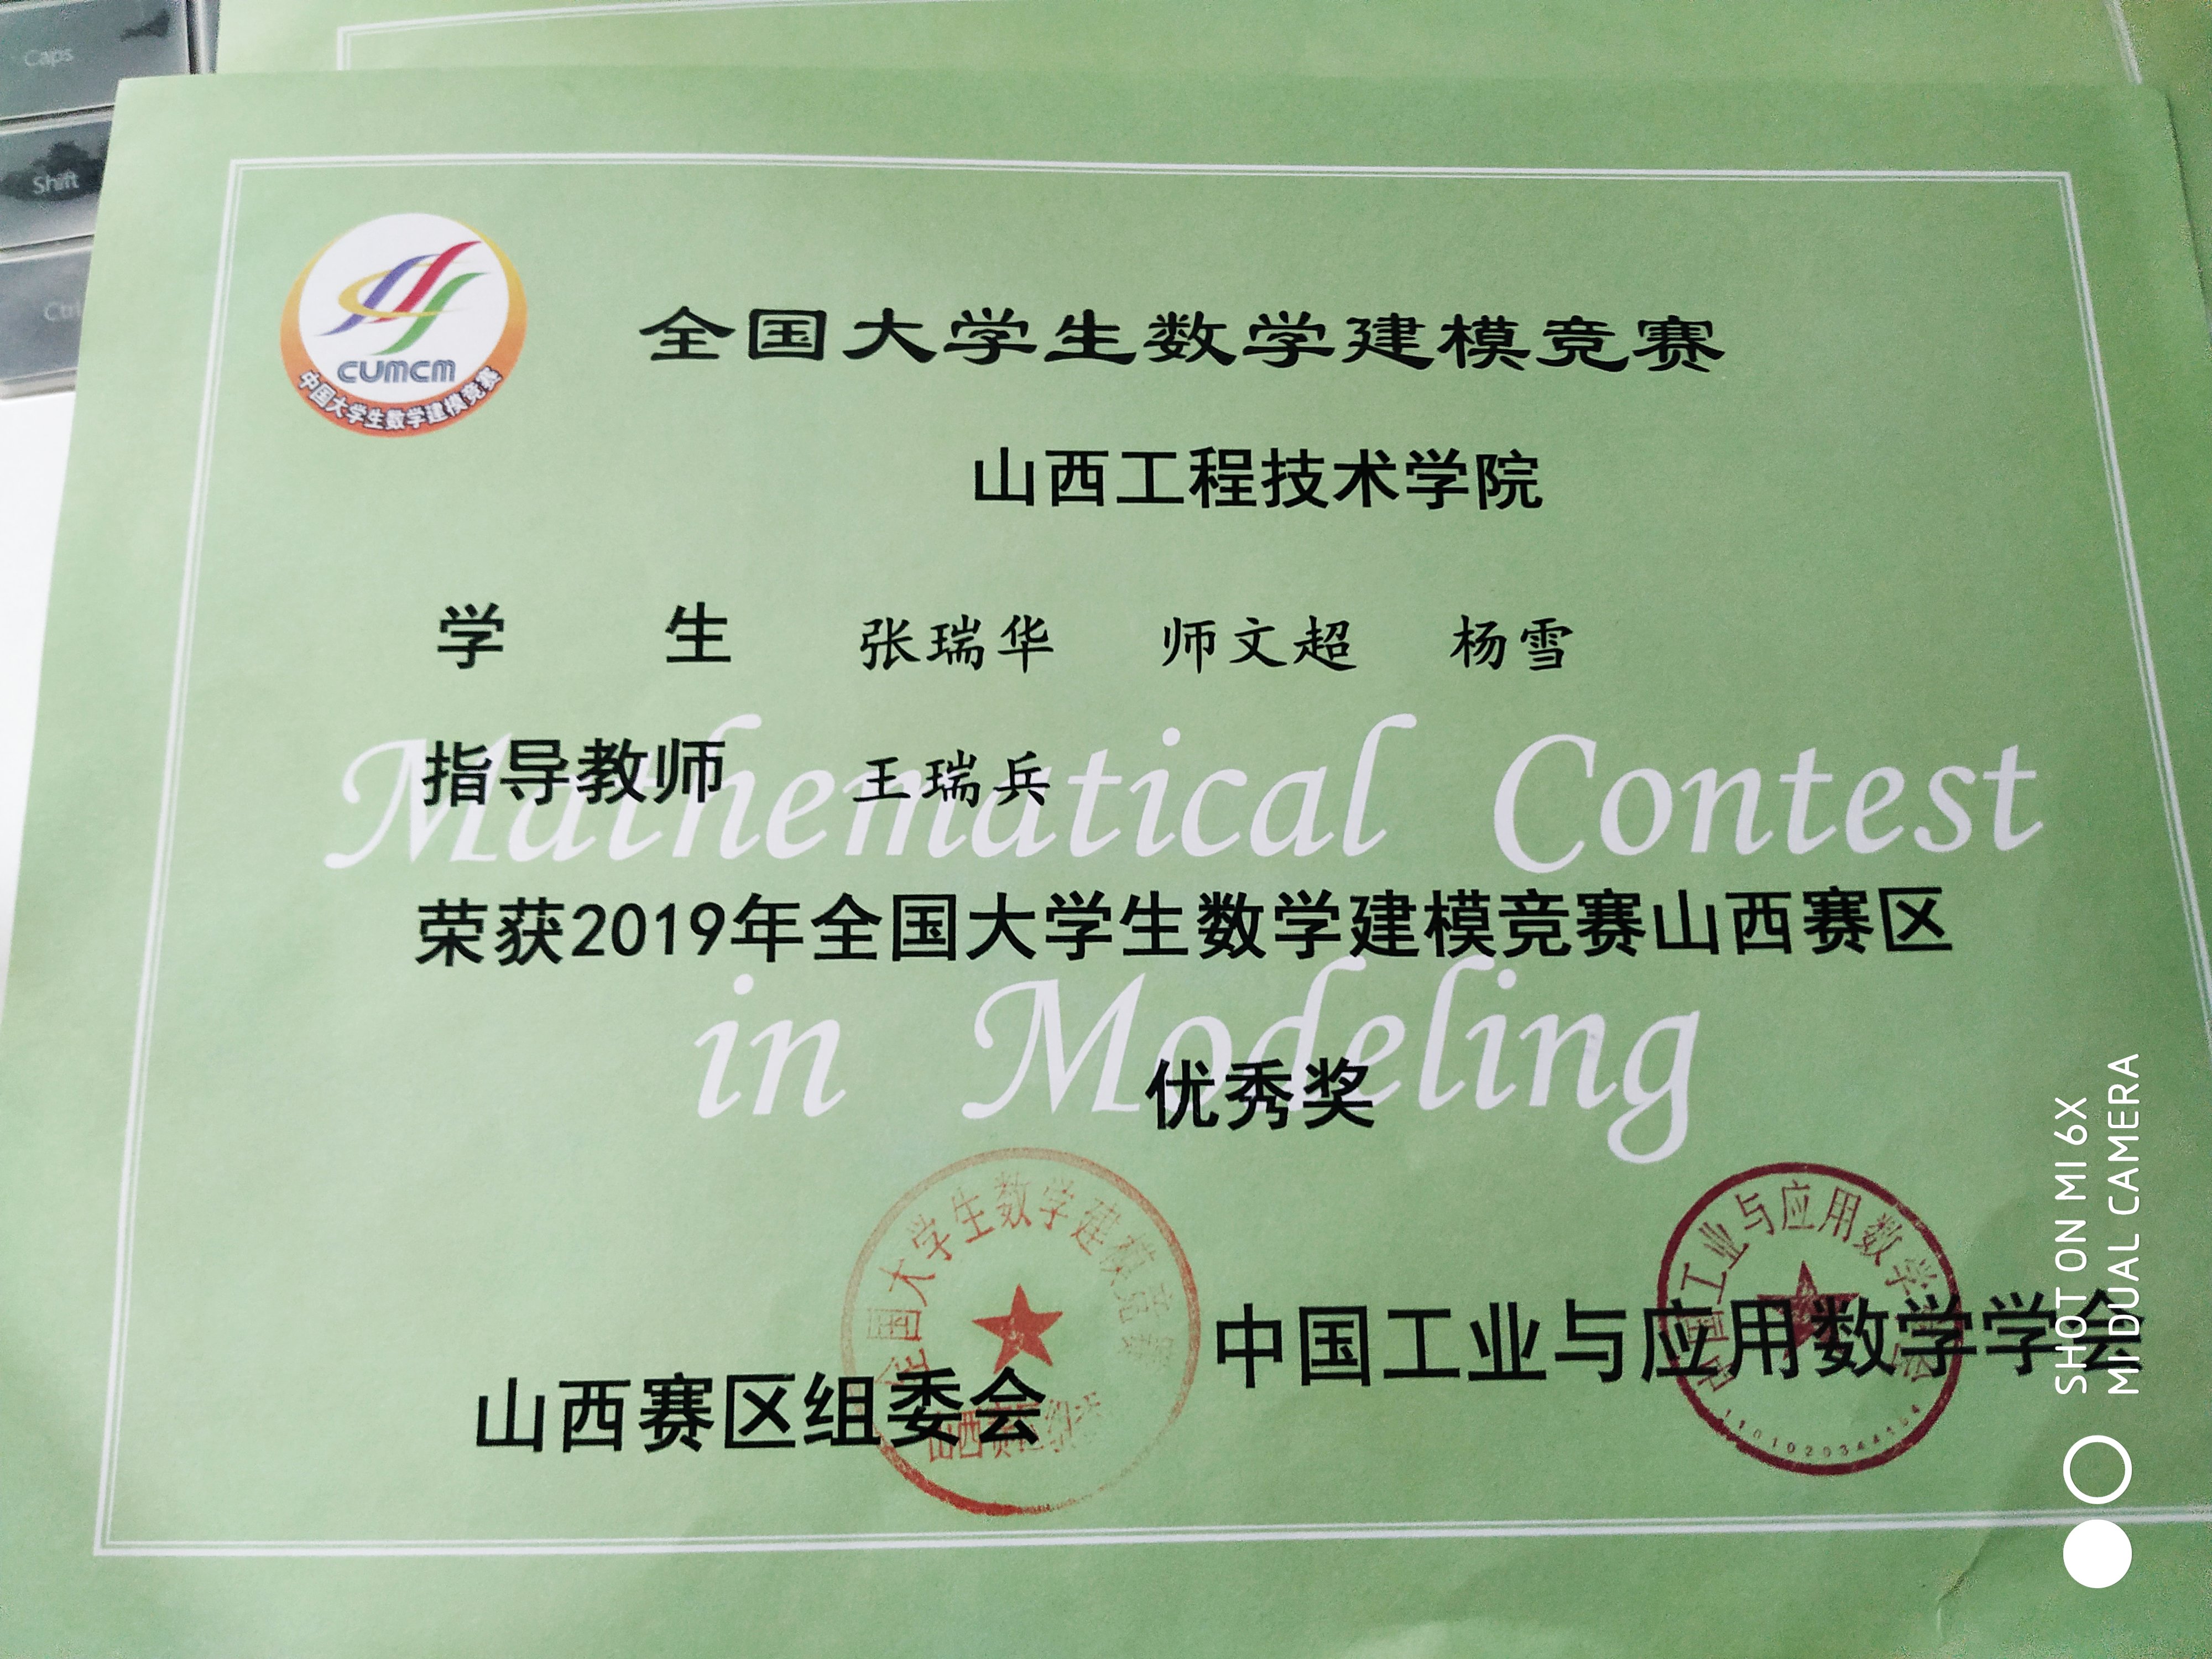 CUMCM
中国大学生数学建模竞赛
全国大学生数学建模竞赛
山西工程技术学院
学 生 张瑞华 师文超 杨雪
指导教师 王瑞兵
Mathematical Contest
荣获2019年全国大学生数学建模竞赛山西赛区
in Modeling
优秀奖
山西赛区组委会
全国大学生数学建模竞赛
中国工业与应用数学学会
中国工业与应用数学学会
Ctrl
Shift
Caps
SHOT ON MI 6X
MI DUAL CAMERA